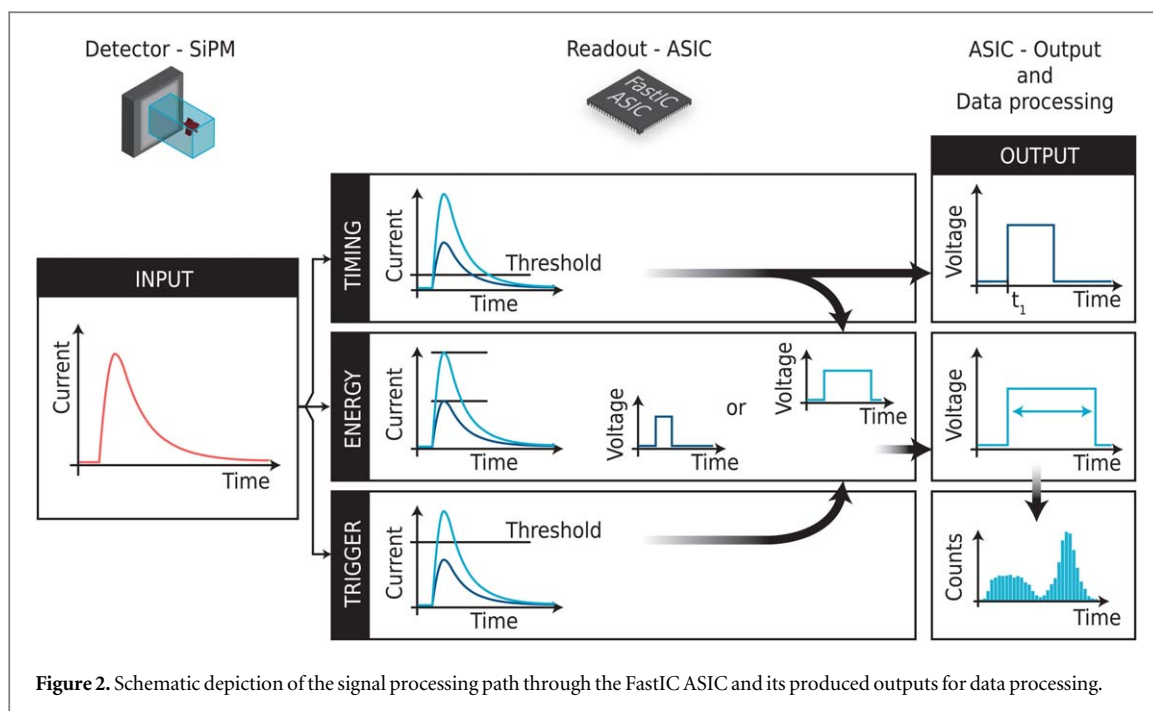 Detector - SiPM
Readout - ASIC
ASIC - Output
and
Data processing
FastIC
ASIC
INPUT
Current
Time
TIMING
Current
Threshold
Time
ENERGY
Current
Time
Voltage
Time
or
Voltage
Time
TRIGGER
Current
Threshold
Time
OUTPUT
Voltage
t1
Time
Voltage
Time
Counts
Time
Figure 2. Schematic depiction of the signal processing path through the FastIC ASIC and its produced outputs for data processing.